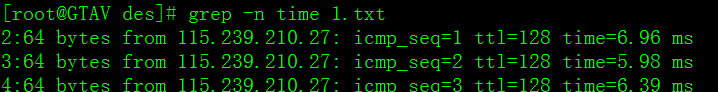 [root@GTAV des]# grep -n time 1.txt
2:64 bytes from 115.239.210.27: icmp_seq=1 ttl=128 time=6.96 ms
3:64 bytes from 115.239.210.27: icmp_seq=2 ttl=128 time=5.98 ms
4:64 bytes from 115.239.210.27: icmp_seq=3 ttl=128 time=6.39 ms